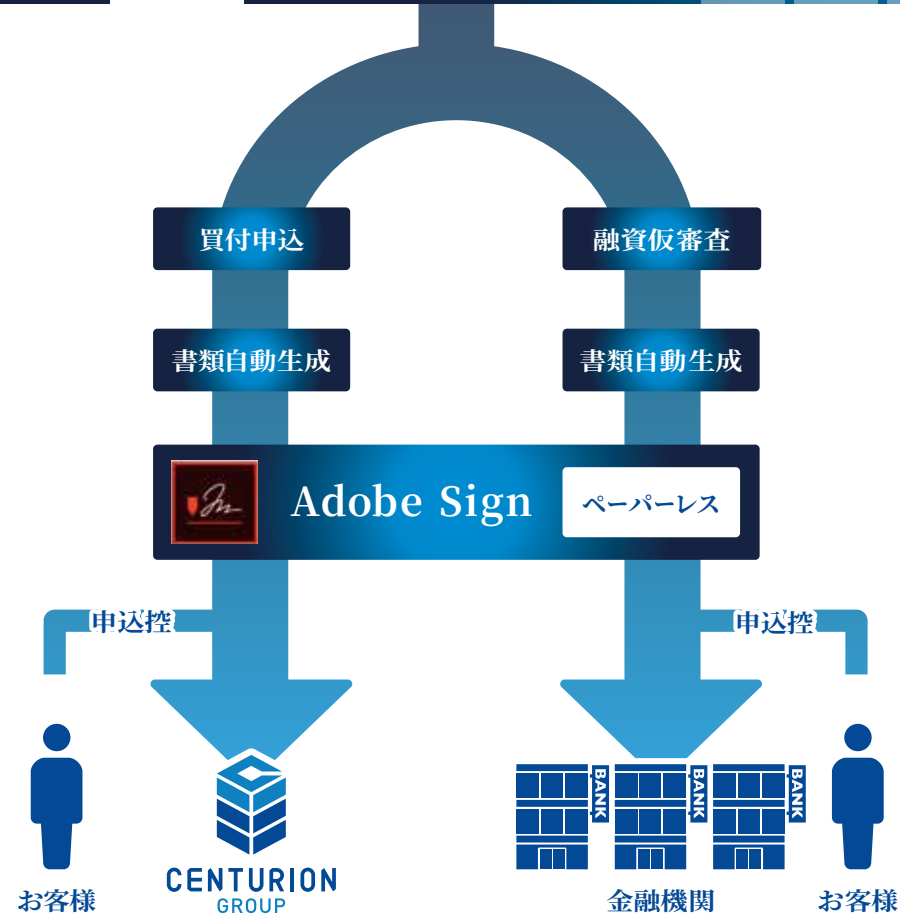 買付申込
融資仮審査
書類自動生成
書類自動生成
Adobe Sign
ペーパーレス
申込控
申込控
BANK
BANK
BANK
お客様
CENTURION
GROUP
金融機関
お客様